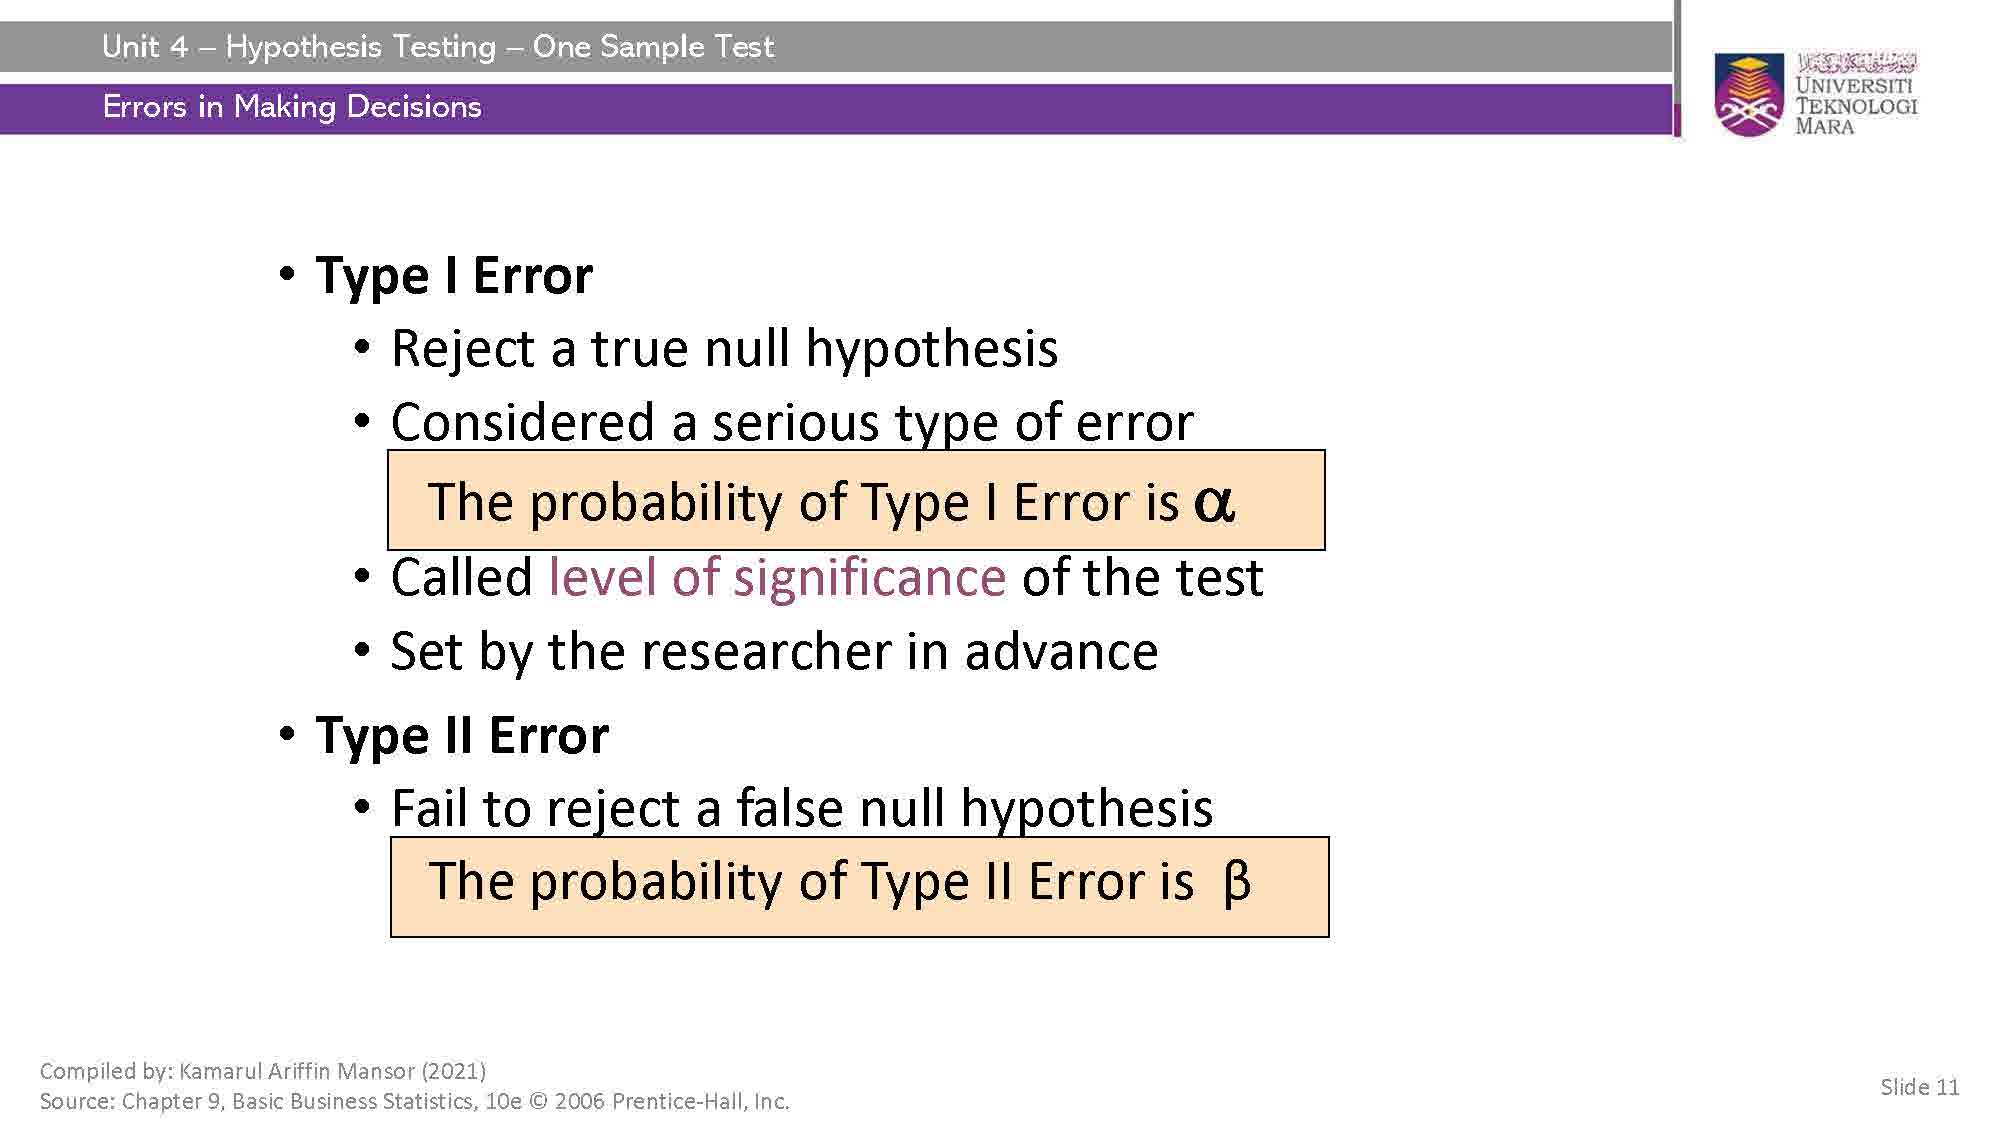 Unit 4 – Hypothesis Testing – One Sample Test
Errors in Making Decisions
UNIVERSITI
TEKNOLOGI
MARA
• Type I Error
• Reject a true null hypothesis
• Considered a serious type of error
The probability of Type I Error is α
• Called level of significance of the test
• Set by the researcher in advance
• Type II Error
• Fail to reject a false null hypothesis
The probability of Type II Error is β
Compiled by: Kamarul Ariffin Mansor (2021)
Source: Chapter 9, Basic Business Statistics, 10e © 2006 Prentice-Hall, Inc.
Slide 11